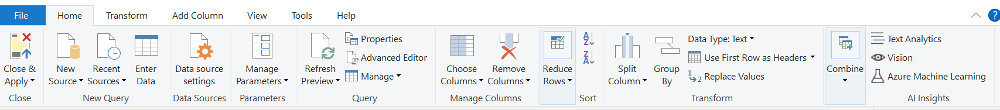 File Home Transform Add Column View Tools Help ?
Close &
Apply
Close
New
Source
Recent
Sources
Enter
Data
New Query
Data source
settings
Data Sources
Manage
Parameters
Parameters
Refresh
Preview
Properties
Advanced Editor
Manage
Query
Choose
Columns
Remove
Columns
Manage Columns
Reduce
Rows
A
Z
Z
A
Sort
Split
Column
Group
By
Data Type: Text
Use First Row as Headers
1 2 Replace Values
Transform
Combine
Text Analytics
Vision
Azure Machine Learning
AI Insights